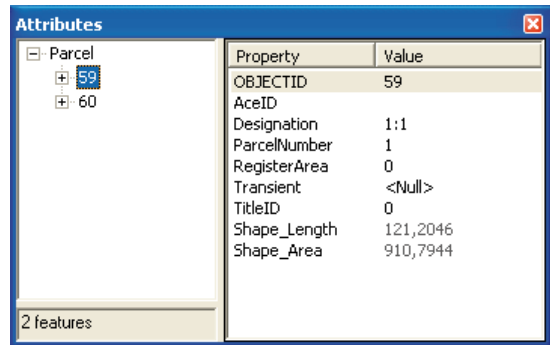 Attributes
Parcel
59
60
2 features
Property Value
OBJECTID 59
AceID
Designation 1:1
ParcelNumber 1
RegisterArea 0
Transient <Null>
TitleID 0
Shape_Length 121,2046
Shape_Area 910,7944